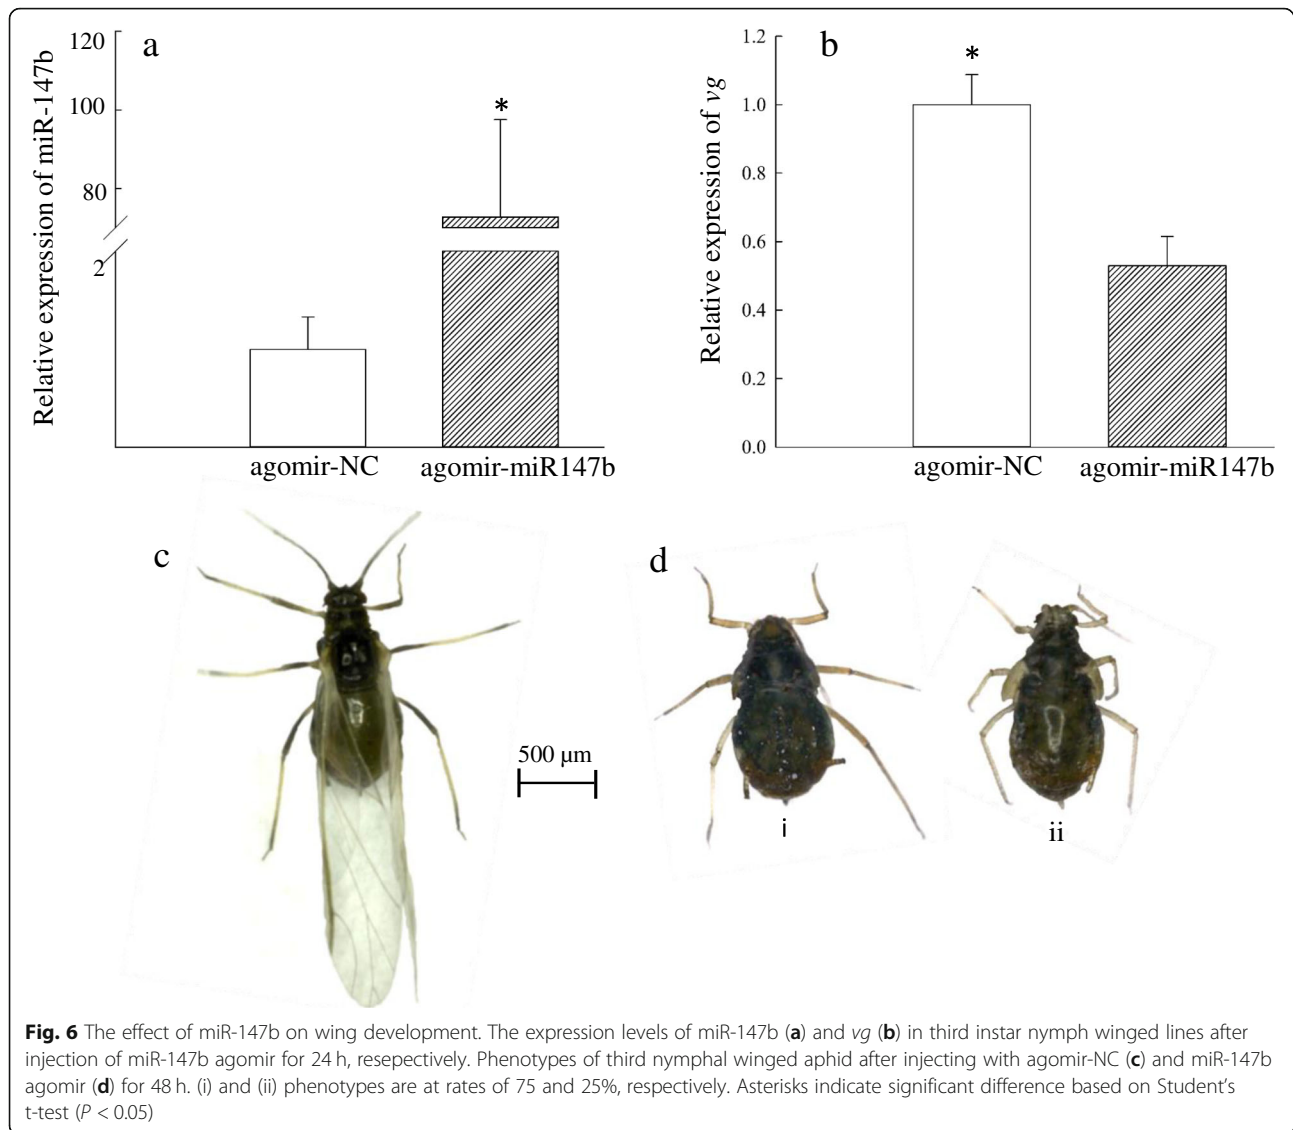 a
Relative expression of miR-147b
120
100
80
2
*
agomir-NC agomir-miR147b
b
Relative expression of vg
1.2
1.0
0.8
0.6
0.4
0.2
0.0
*
agomir-NC agomir-miR147b
c
500 µm
d
i
ii
Fig. 6 The effect of miR-147b on wing development. The expression levels of miR-147b (a) and vg (b) in third instar nymph winged lines after
injection of miR-147b agomir for 24 h, resepectively. Phenotypes of third nymphal winged aphid after injecting with agomir-NC (c) and miR-147b
agomir (d) for 48 h. (i) and (ii) phenotypes are at rates of 75 and 25%, respectively. Asterisks indicate significant difference based on Student's
t-test (P < 0.05)